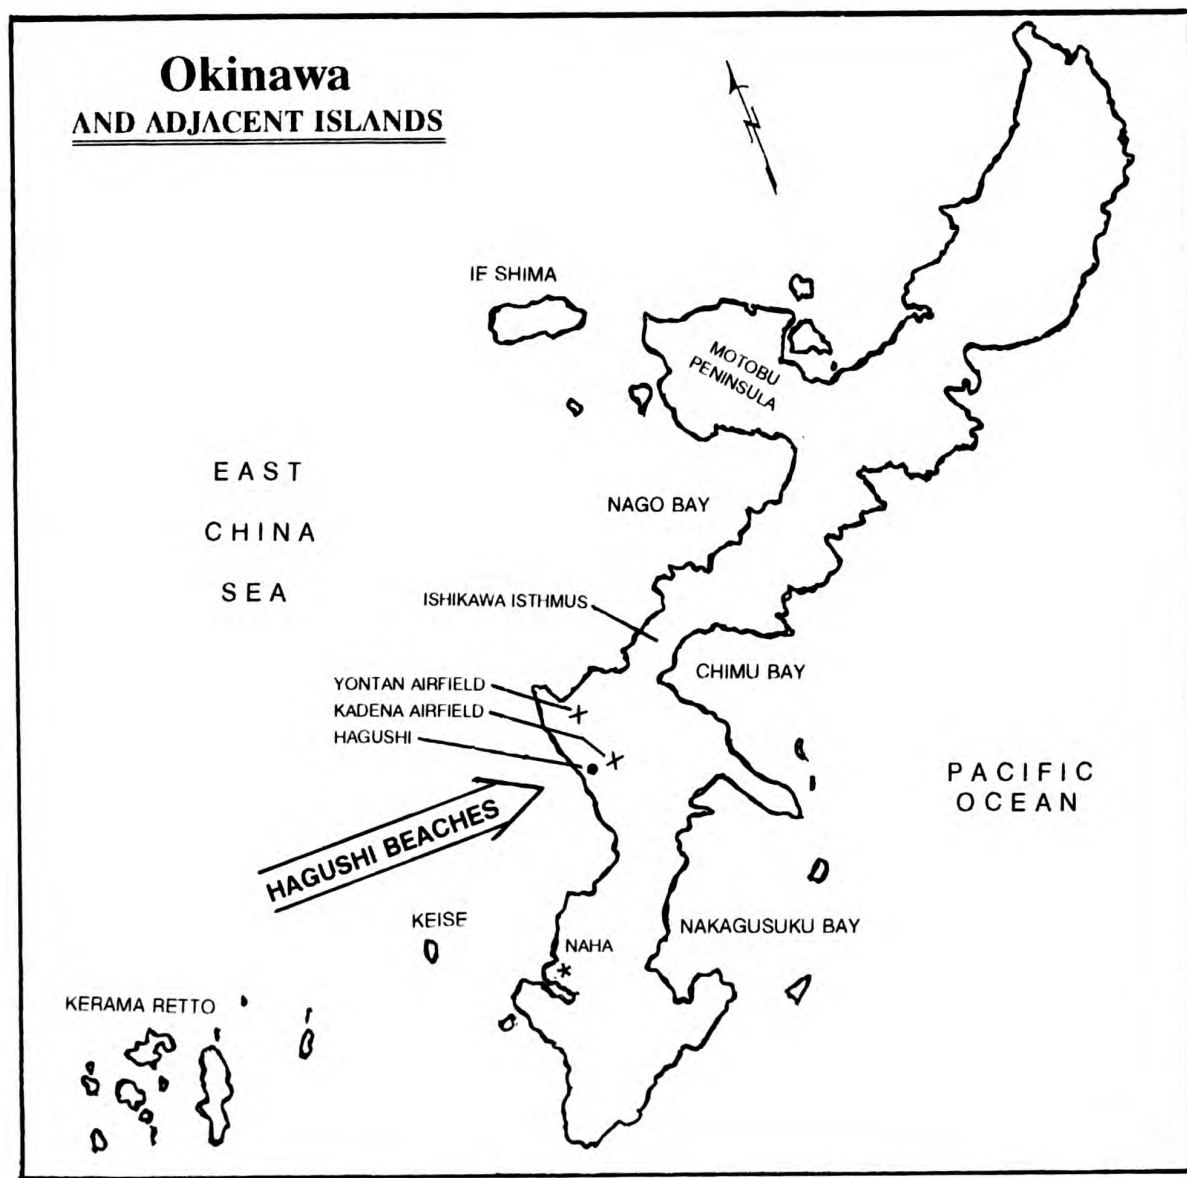 Okinawa
AND ADJACENT ISLANDS
IE SHIMA
MOTOBU
PENINSULA
EAST
CHINA
SEA
NAGO BAY
ISHIKAWA ISTHMUS
CHIMU BAY
YONTAN AIRFIELD
KADENA AIRFIELD
HAGUSHI
PACIFIC
OCEAN
HAGUSHI BEACHES
KEISE
NAHA
NAKAGUSUKU BAY
KERAMA RETTO